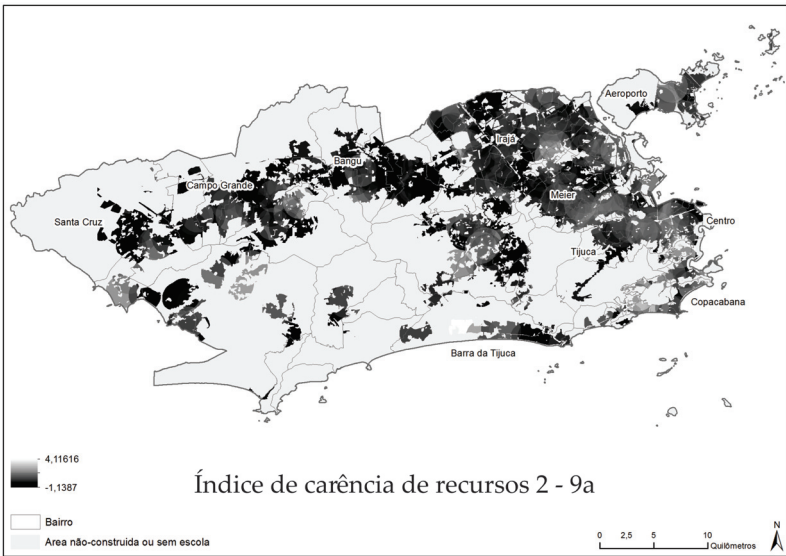 Aeroporto
Irajá
Bangu
Campo Grande
Meier
Santa Cruz
Centro
Tijuca
Copacabana
Barra da Tijuca
4,11616
-1,1387
Índice de carência de recursos 2 - 9a
Bairro
Area não-construida ou sem escola
N
0 2,5 5 10
Quilômetros